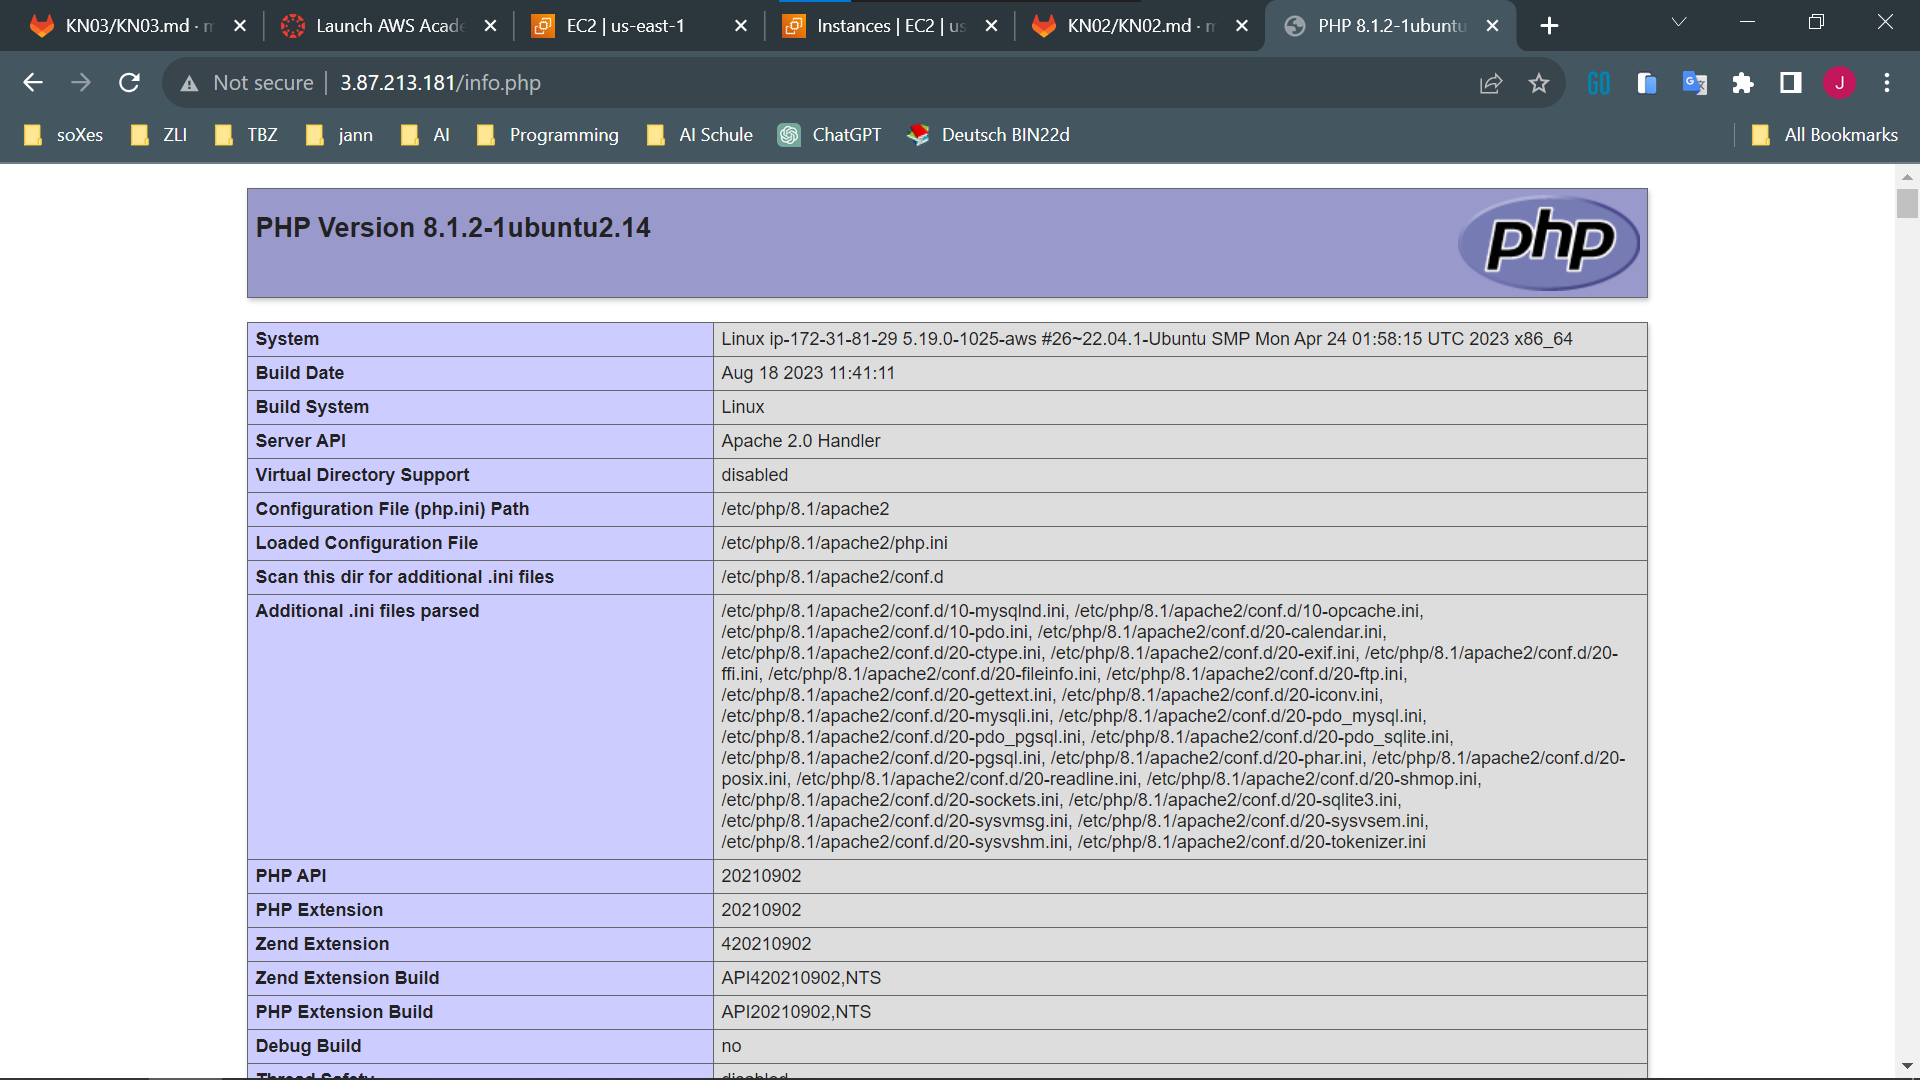 KN03/KN03.md · m
Launch AWS Acade
EC2 | us-east-1
Instances | EC2 | us
KN02/KN02.md · m
PHP 8.1.2-1ubuntu
Not secure
3.87.213.181/info.php
GO
J
soXes
ZLI
TBZ
jann
AI
Programming
AI Schule
ChatGPT
Deutsch BIN22d
All Bookmarks
PHP Version 8.1.2-1ubuntu2.14
php
System Linux ip-172-31-81-29 5.19.0-1025-aws #26~22.04.1-Ubuntu SMP Mon Apr 24 01:58:15 UTC 2023 x86_64
Build Date Aug 18 2023 11:41:11
Build System Linux
Server API Apache 2.0 Handler
Virtual Directory Support disabled
Configuration File (php.ini) Path /etc/php/8.1/apache2
Loaded Configuration File /etc/php/8.1/apache2/php.ini
Scan this dir for additional .ini files /etc/php/8.1/apache2/conf.d
Additional .ini files parsed /etc/php/8.1/apache2/conf.d/10-mysqlnd.ini, /etc/php/8.1/apache2/conf.d/10-opcache.ini,
/etc/php/8.1/apache2/conf.d/10-pdo.ini, /etc/php/8.1/apache2/conf.d/20-calendar.ini,
/etc/php/8.1/apache2/conf.d/20-ctype.ini, /etc/php/8.1/apache2/conf.d/20-exif.ini, /etc/php/8.1/apache2/conf.d/20-
ffi.ini, /etc/php/8.1/apache2/conf.d/20-fileinfo.ini, /etc/php/8.1/apache2/conf.d/20-ftp.ini,
/etc/php/8.1/apache2/conf.d/20-gettext.ini, /etc/php/8.1/apache2/conf.d/20-iconv.ini,
/etc/php/8.1/apache2/conf.d/20-mysqli.ini, /etc/php/8.1/apache2/conf.d/20-pdo_mysql.ini,
/etc/php/8.1/apache2/conf.d/20-pdo_pgsql.ini, /etc/php/8.1/apache2/conf.d/20-pdo_sqlite.ini,
/etc/php/8.1/apache2/conf.d/20-pgsql.ini, /etc/php/8.1/apache2/conf.d/20-phar.ini, /etc/php/8.1/apache2/conf.d/20-
posix.ini, /etc/php/8.1/apache2/conf.d/20-readline.ini, /etc/php/8.1/apache2/conf.d/20-shmop.ini,
/etc/php/8.1/apache2/conf.d/20-sockets.ini, /etc/php/8.1/apache2/conf.d/20-sqlite3.ini,
/etc/php/8.1/apache2/conf.d/20-sysvmsg.ini, /etc/php/8.1/apache2/conf.d/20-sysvsem.ini,
/etc/php/8.1/apache2/conf.d/20-sysvshm.ini, /etc/php/8.1/apache2/conf.d/20-tokenizer.ini
PHP API 20210902
PHP Extension 20210902
Zend Extension 420210902
Zend Extension Build API420210902,NTS
PHP Extension Build API20210902,NTS
Debug Build no
Thread Safety disabled